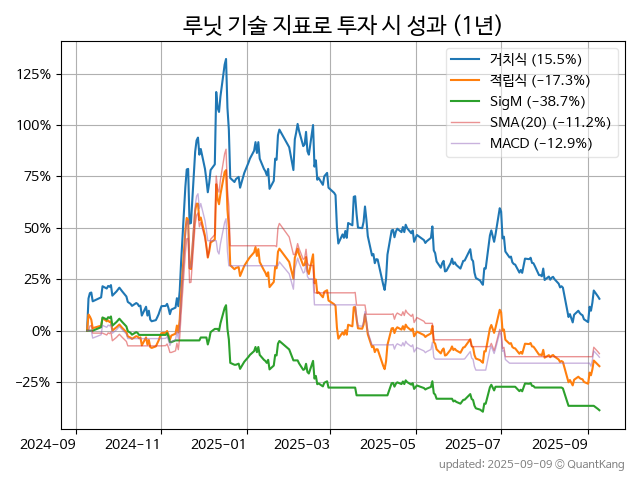 루닛 기술 지표로 투자 시 성과 (1년)
거치식 (15.5%)
적립식 (−17.3%)
SigM (−38.7%)
SMA(20) (−11.2%)
MACD (−12.9%)
125%
100%
75%
50%
25%
0%
−25%
2024-09 2024-11 2025-01 2025-03 2025-05 2025-07 2025-09
updated: 2025-09-09 © QuantKang